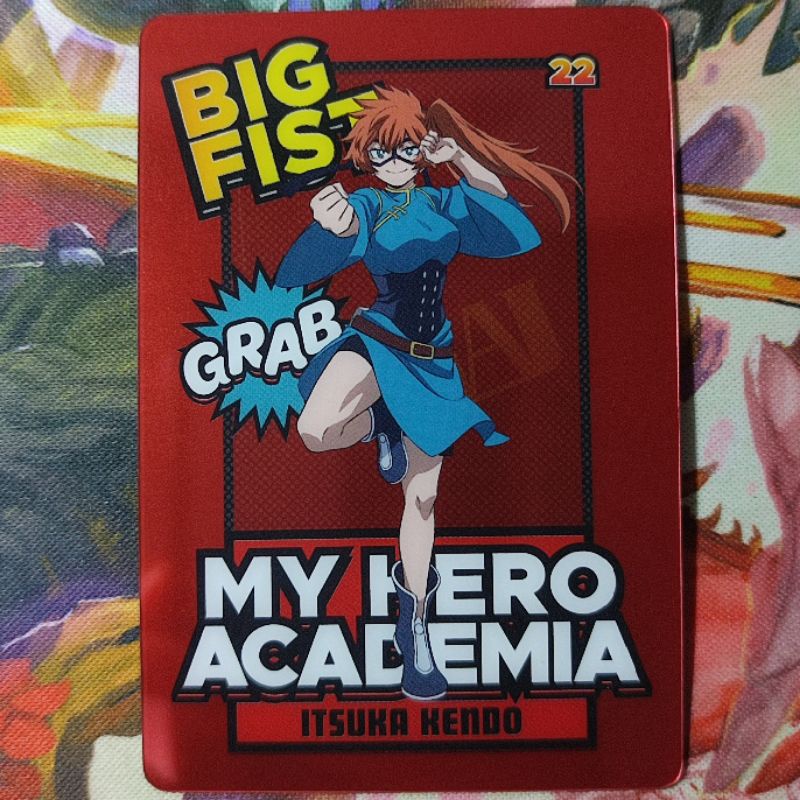 BIG
FIST
22
GRAB
MY HERO
ACADEMIA
ITSUKA KENDO